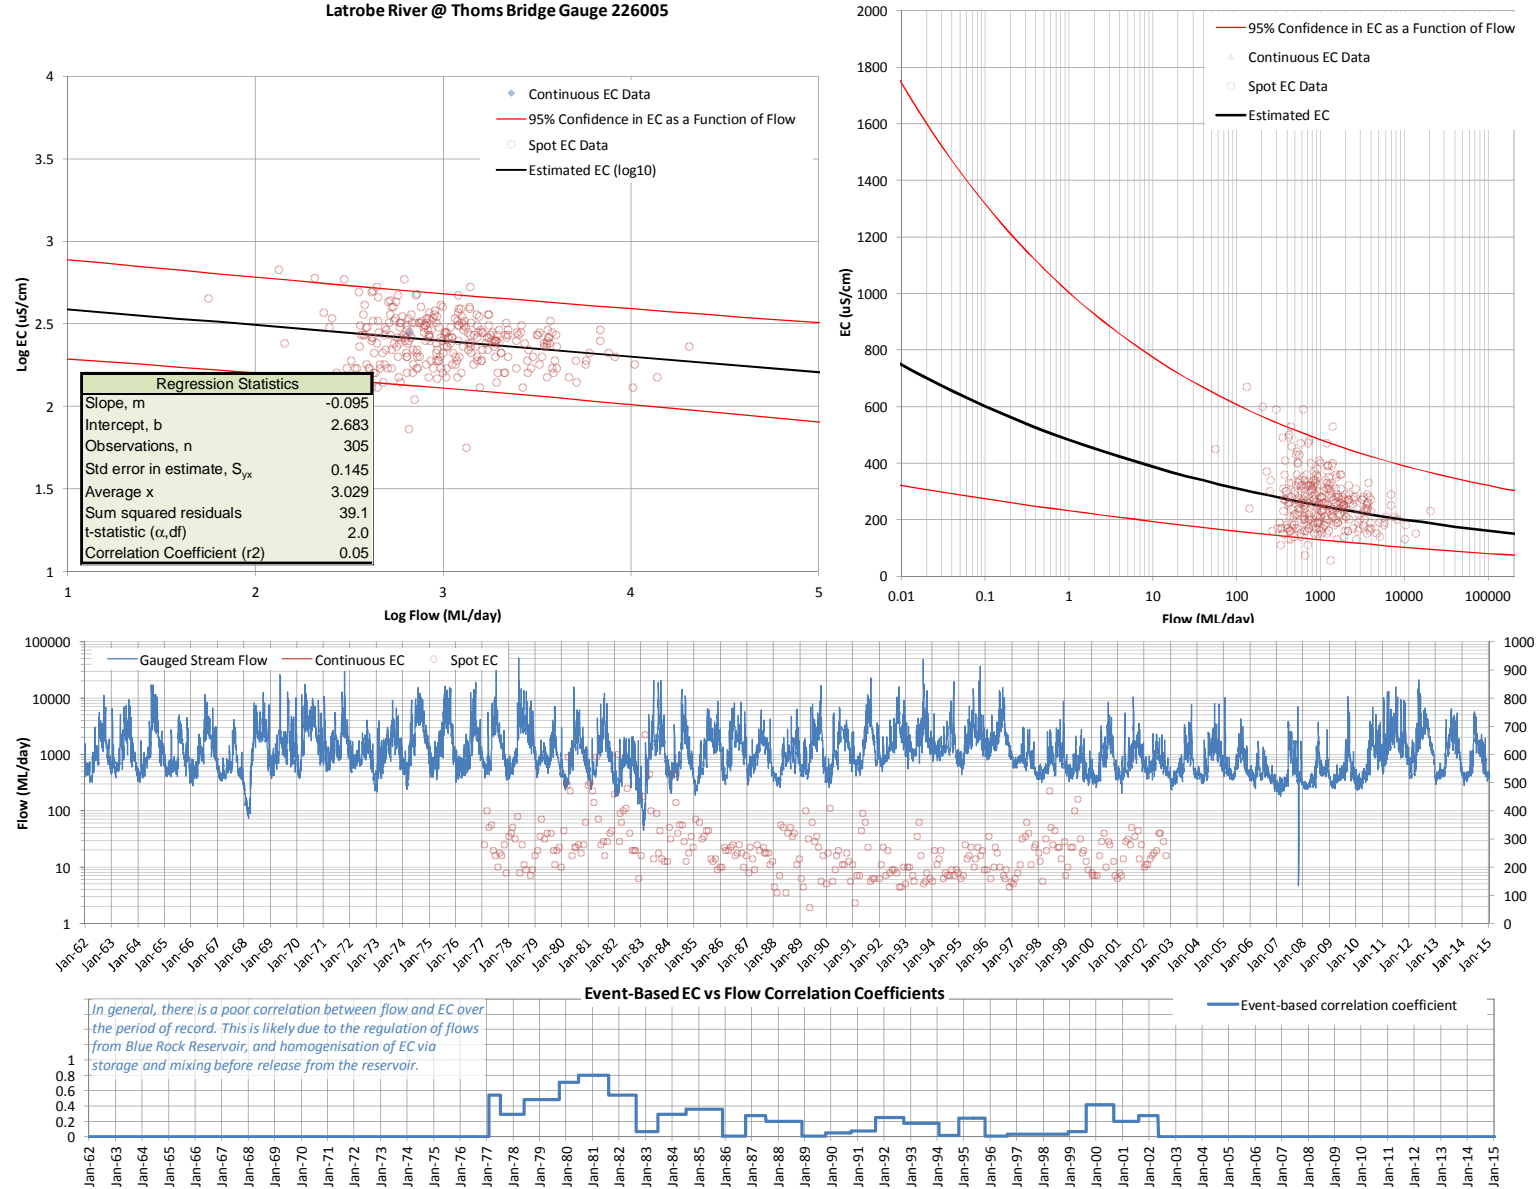 Latrobe River @ Thoms Bridge Gauge 226005
4
3.5
3
2.5
2
1.5
1
Log EC (uS/cm)
Continuous EC Data
95% Confidence in EC as a Function of Flow
Spot EC Data
Estimated EC (log10)
Regression Statistics
Slope, m -0.095
Intercept, b 2.683
Observations, n 305
Std error in estimate, Syx 0.145
Average x 3.029
Sum squared residuals 39.1
t-statistic (α,df) 2.0
Correlation Coefficient (r2) 0.05
1 2 3 4 5
Log Flow (ML/day)
2000
1800
1600
1400
1200
1000
800
600
400
200
0
EC (uS/cm)
95% Confidence in EC as a Function of Flow
Continuous EC Data
Spot EC Data
Estimated EC
0.01 0.1 1 10 100 1000 10000 100000
Flow (ML/day)
Gauged Stream Flow Continuous EC Spot EC
100000
10000
1000
100
10
1
Flow (ML/day)
1000
900
800
700
600
500
400
300
200
100
0
Jan-62 Jan-63 Jan-64 Jan-65 Jan-66 Jan-67 Jan-68 Jan-69 Jan-70 Jan-71 Jan-72 Jan-73 Jan-74 Jan-75 Jan-76 Jan-77 Jan-78 Jan-79 Jan-80 Jan-81 Jan-82 Jan-83 Jan-84 Jan-85 Jan-86 Jan-87 Jan-88 Jan-89 Jan-90 Jan-91 Jan-92 Jan-93 Jan-94 Jan-95 Jan-96 Jan-97 Jan-98 Jan-99 Jan-00 Jan-01 Jan-02 Jan-03 Jan-04 Jan-05 Jan-06 Jan-07 Jan-08 Jan-09 Jan-10 Jan-11 Jan-12 Jan-13 Jan-14 Jan-15
Event-Based EC vs Flow Correlation Coefficients
In general, there is a poor correlation between flow and EC over
the period of record. This is likely due to the regulation of flows
from Blue Rock Reservoir, and homogenisation of EC via
storage and mixing before release from the reservoir.
Event-based correlation coefficient
1
0.8
0.6
0.4
0.2
0
Jan-62 Jan-63 Jan-64 Jan-65 Jan-66 Jan-67 Jan-68 Jan-69 Jan-70 Jan-71 Jan-72 Jan-73 Jan-74 Jan-75 Jan-76 Jan-77 Jan-78 Jan-79 Jan-80 Jan-81 Jan-82 Jan-83 Jan-84 Jan-85 Jan-86 Jan-87 Jan-88 Jan-89 Jan-90 Jan-91 Jan-92 Jan-93 Jan-94 Jan-95 Jan-96 Jan-97 Jan-98 Jan-99 Jan-00 Jan-01 Jan-02 Jan-03 Jan-04 Jan-05 Jan-06 Jan-07 Jan-08 Jan-09 Jan-10 Jan-11 Jan-12 Jan-13 Jan-14 Jan-15